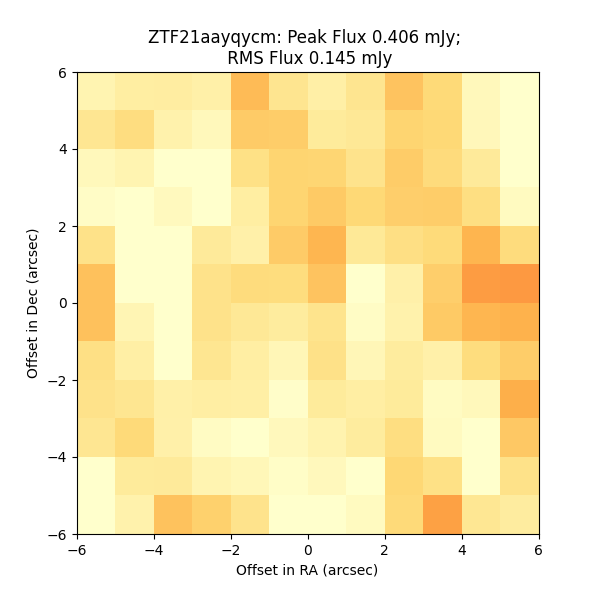 ZTF21aayqycm: Peak Flux 0.406 mJy;
RMS Flux 0.145 mJy
6
4
2
0
−2
−4
−6
Offset in Dec (arcsec)
−6 −4 −2 0 2 4 6
Offset in RA (arcsec)